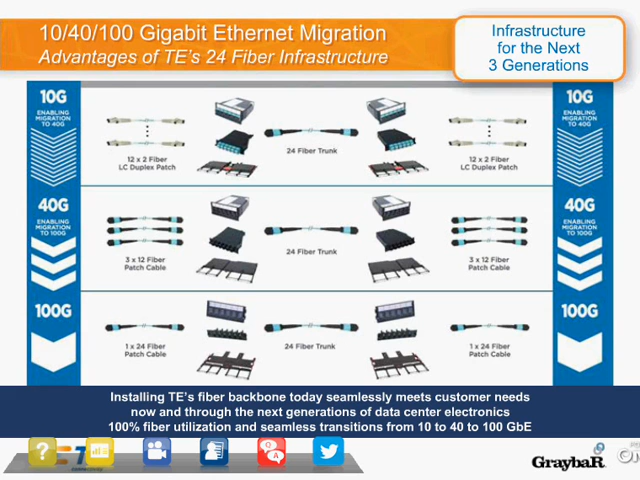 10/40/100 Gigabit Ethernet Migration
Advantages of TE's 24 Fiber Infrastructure
Infrastructure
for the Next
3 Generations
10G
ENABLING
MIGRATION
TO 40G
12 x 2 Fiber
LC Duplex Patch
24 Fiber Trunk
12 x 2 Fiber
LC Duplex Patch
10G
ENABLING
MIGRATION
TO 40G
40G
ENABLING
MIGRATION
TO 100G
3 x 12 Fiber
Patch Cable
24 Fiber Trunk
3 x 12 Fiber
Patch Cable
40G
ENABLING
MIGRATION
TO 100G
100G
1 x 24 Fiber
Patch Cable
24 Fiber Trunk
1 x 24 Fiber
Patch Cable
100G
Installing TE's fiber backbone today seamlessly meets customer needs
now and through the next generations of data center electronics
100% fiber utilization and seamless transitions from 10 to 40 to 100 GbE
?
Q
A
GraybaR